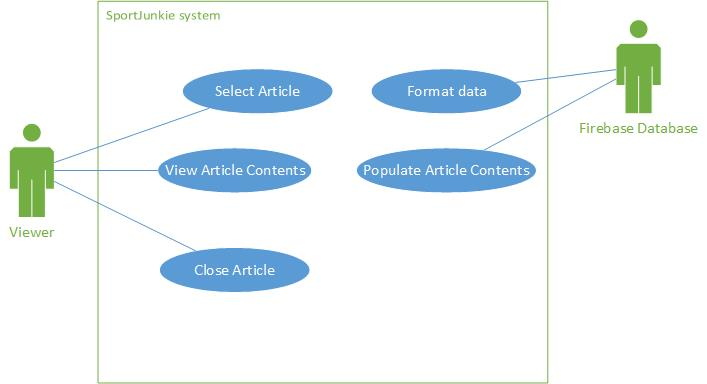 SportJunkie system
Select Article
Format data
Firebase Database
View Article Contents
Populate Article Contents
Viewer
Close Article